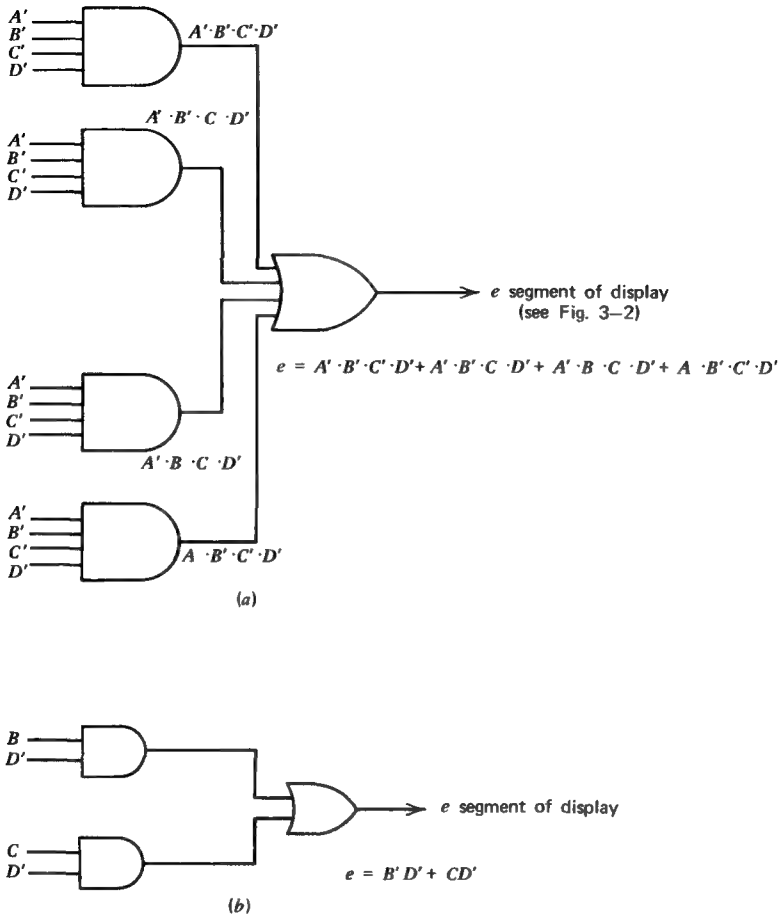 A'
B'
C'
D'
A'·B'·C'·D'
A'·B'·C·D'
A'
B'
C'
D'
e segment of display
(see Fig. 3–2)
e = A'·B'·C'·D' + A'·B'·C·D' + A'·B·C·D' + A·B'·C'·D'
A'
B'
C'
D'
A'·B·C·D'
A'
B'
C'
D'
A·B'·C'·D'
(a)
B
D'
e segment of display
C
D'
e = B'D' + CD'
(b)